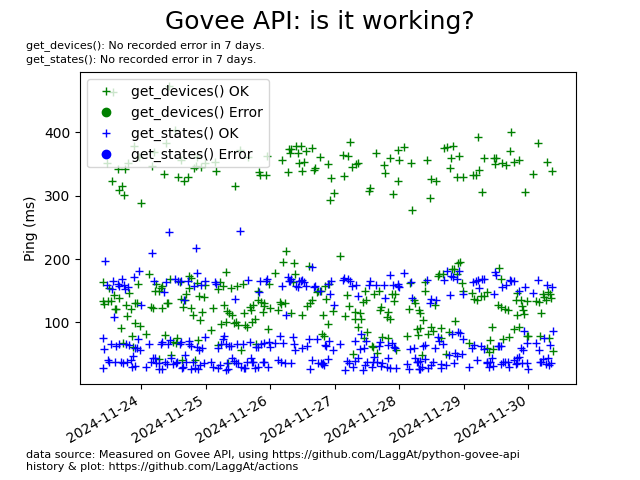 Govee API: is it working?
get_devices(): No recorded error in 7 days.
get_states(): No recorded error in 7 days.
get_devices() OK
get_devices() Error
get_states() OK
get_states() Error
Ping (ms)
400
300
200
100
2024-11-24
2024-11-25
2024-11-26
2024-11-27
2024-11-28
2024-11-29
2024-11-30
data source: Measured on Govee API, using https://github.com/LaggAt/python-govee-api
history & plot: https://github.com/LaggAt/actions